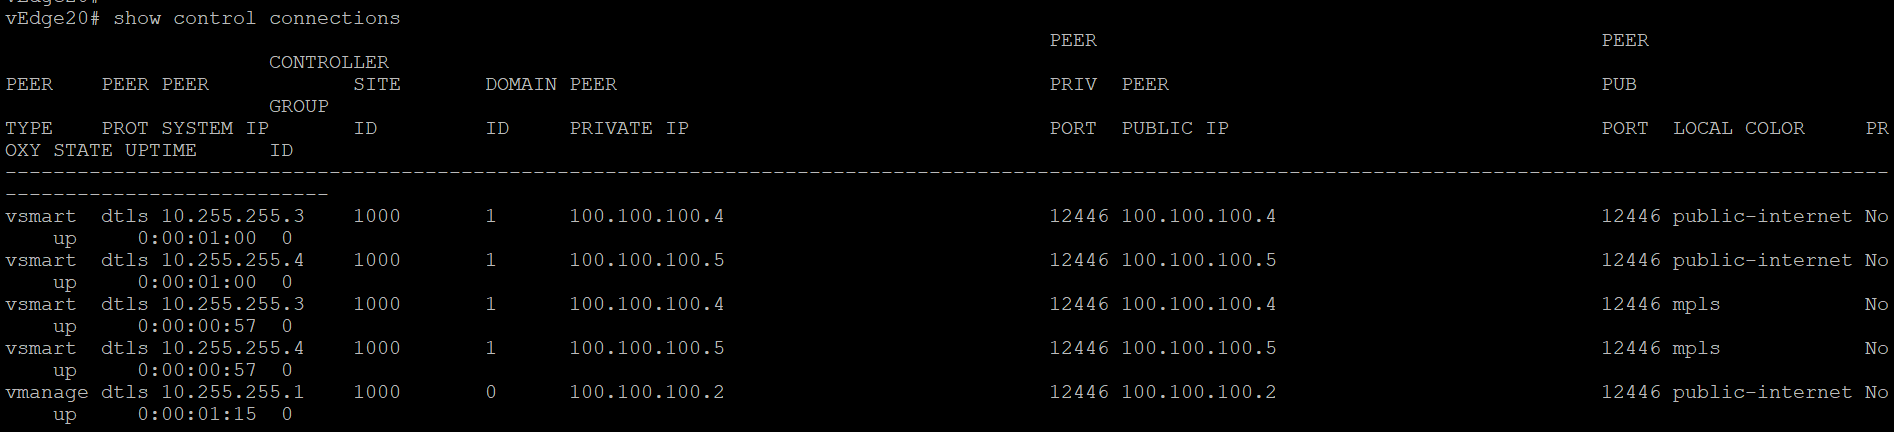 vEdge20#
vEdge20# show control connections
                                                                                       PEER                                          PEER
                      CONTROLLER
PEER    PEER PEER            SITE       DOMAIN PEER                                    PRIV  PEER                                    PUB
                      GROUP
TYPE    PROT SYSTEM IP       ID         ID     PRIVATE IP                              PORT  PUBLIC IP                               PORT  LOCAL COLOR     PR
OXY STATE UPTIME      ID
-------------------------------------------------------------------------------------------------------------------------------------------------------------
---------------------------
vsmart  dtls 10.255.255.3    1000       1      100.100.100.4                           12446 100.100.100.4                           12446 public-internet No
    up     0:00:01:00  0
vsmart  dtls 10.255.255.4    1000       1      100.100.100.5                           12446 100.100.100.5                           12446 public-internet No
    up     0:00:01:00  0
vsmart  dtls 10.255.255.3    1000       1      100.100.100.4                           12446 100.100.100.4                           12446 mpls            No
    up     0:00:00:57  0
vsmart  dtls 10.255.255.4    1000       1      100.100.100.5                           12446 100.100.100.5                           12446 mpls            No
    up     0:00:00:57  0
vmanage dtls 10.255.255.1    1000       0      100.100.100.2                           12446 100.100.100.2                           12446 public-internet No
    up     0:00:01:15  0